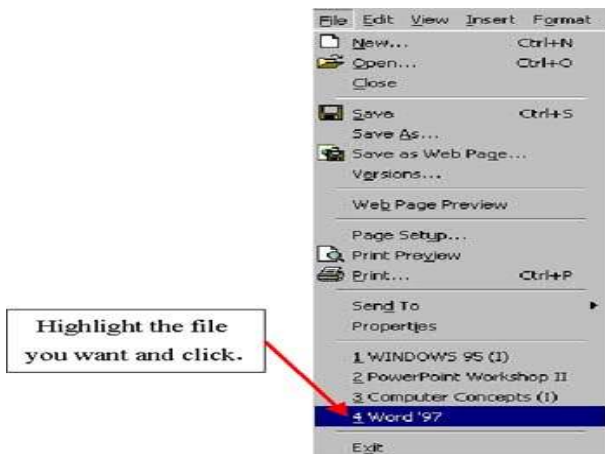 File Edit View Insert Format
New... Ctrl+N
Open... Ctrl+O
Close
Save Ctrl+S
Save As...
Save as Web Page...
Versions...
Web Page Preview
Page Setup...
Print Preview
Print... Ctrl+P
Send To
Properties
1 WINDOWS 95 (I)
2 PowerPoint Workshop II
3 Computer Concepts (I)
4 Word '97
Exit
Highlight the file
you want and click.